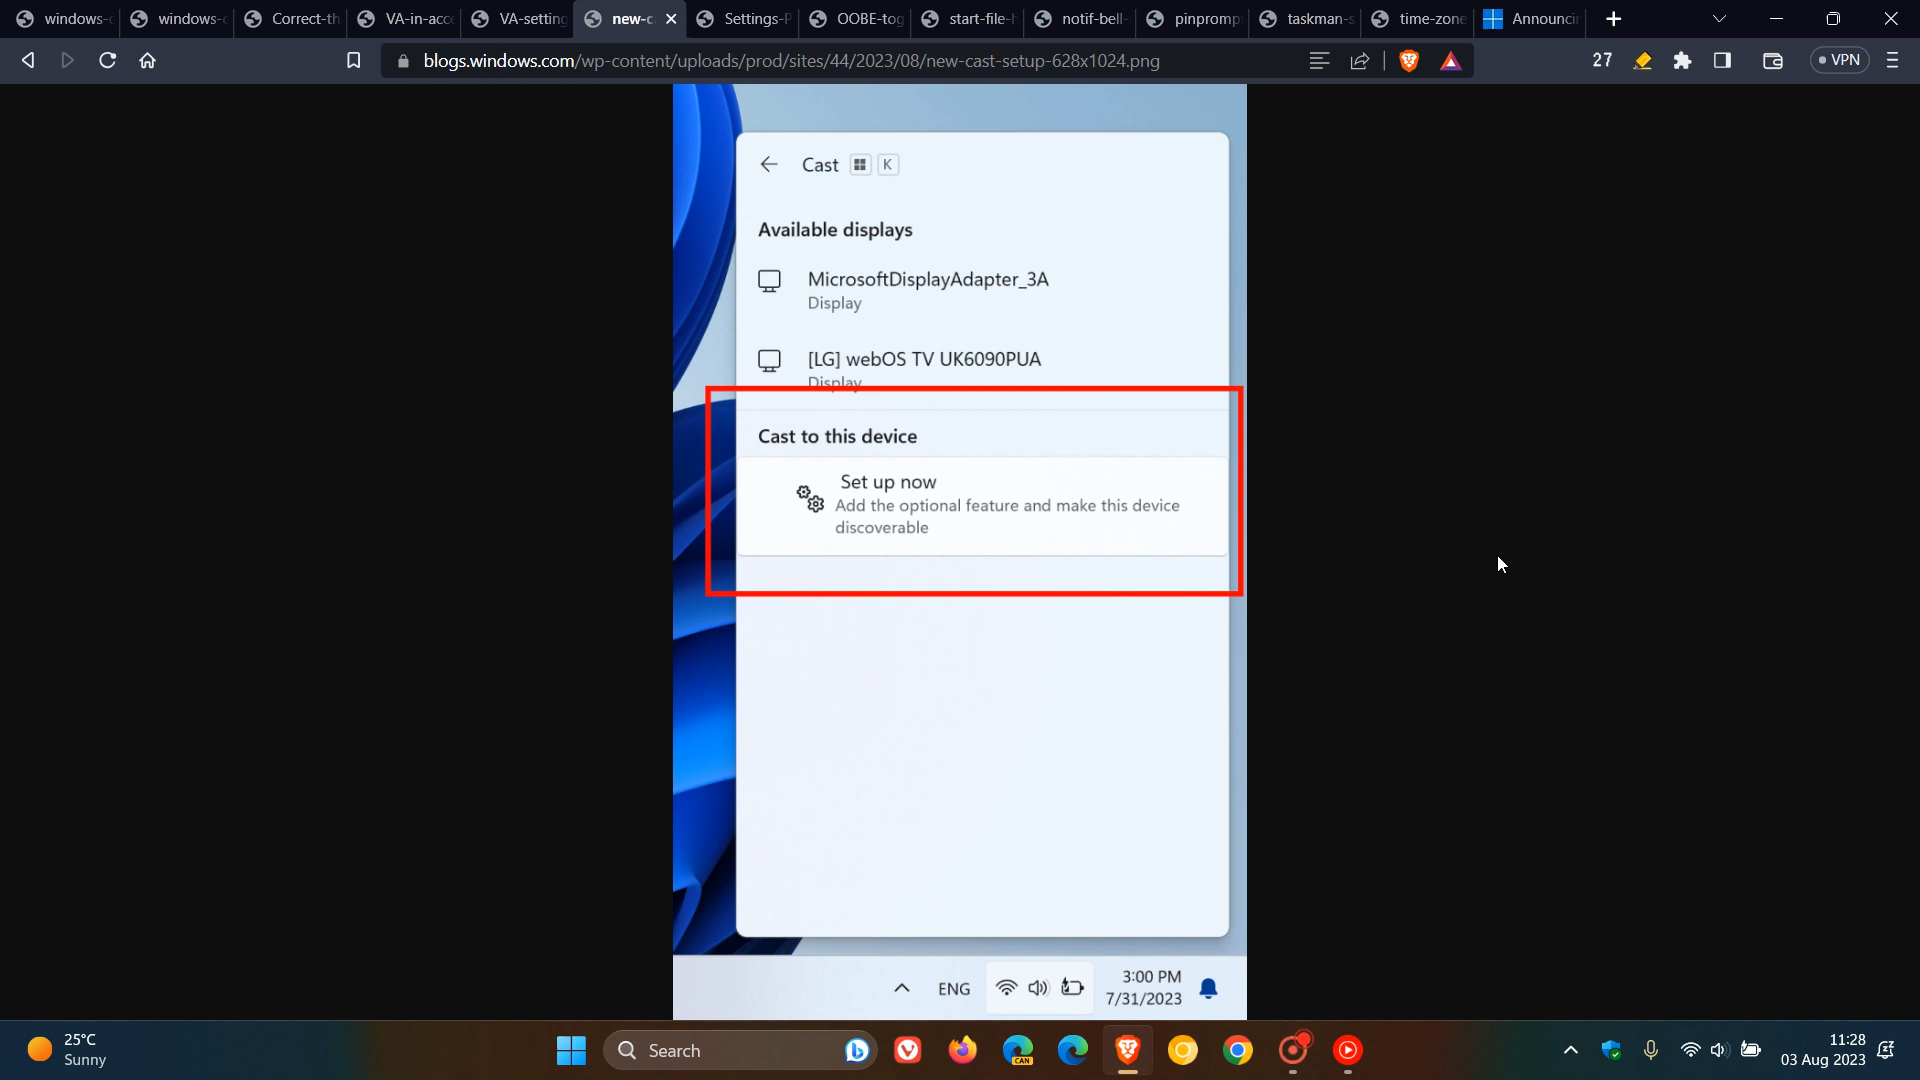 windows-c
windows-c
Correct-th
VA-in-acce
VA-setting
new-c
Settings-P
OOBE-tog
start-file-h
notif-bell-
pinpromp
taskman-s
time-zone
Announcin
blogs.windows.com/wp-content/uploads/prod/sites/44/2023/08/new-cast-setup-628x1024.png
27
VPN
Cast K
Available displays
MicrosoftDisplayAdapter_3A
Display
[LG] webOS TV UK6090PUA
Display
Cast to this device
Set up now
Add the optional feature and make this device
discoverable
ENG
3:00 PM
7/31/2023
25°C
Sunny
Search
CAN
11:28
03 Aug 2023